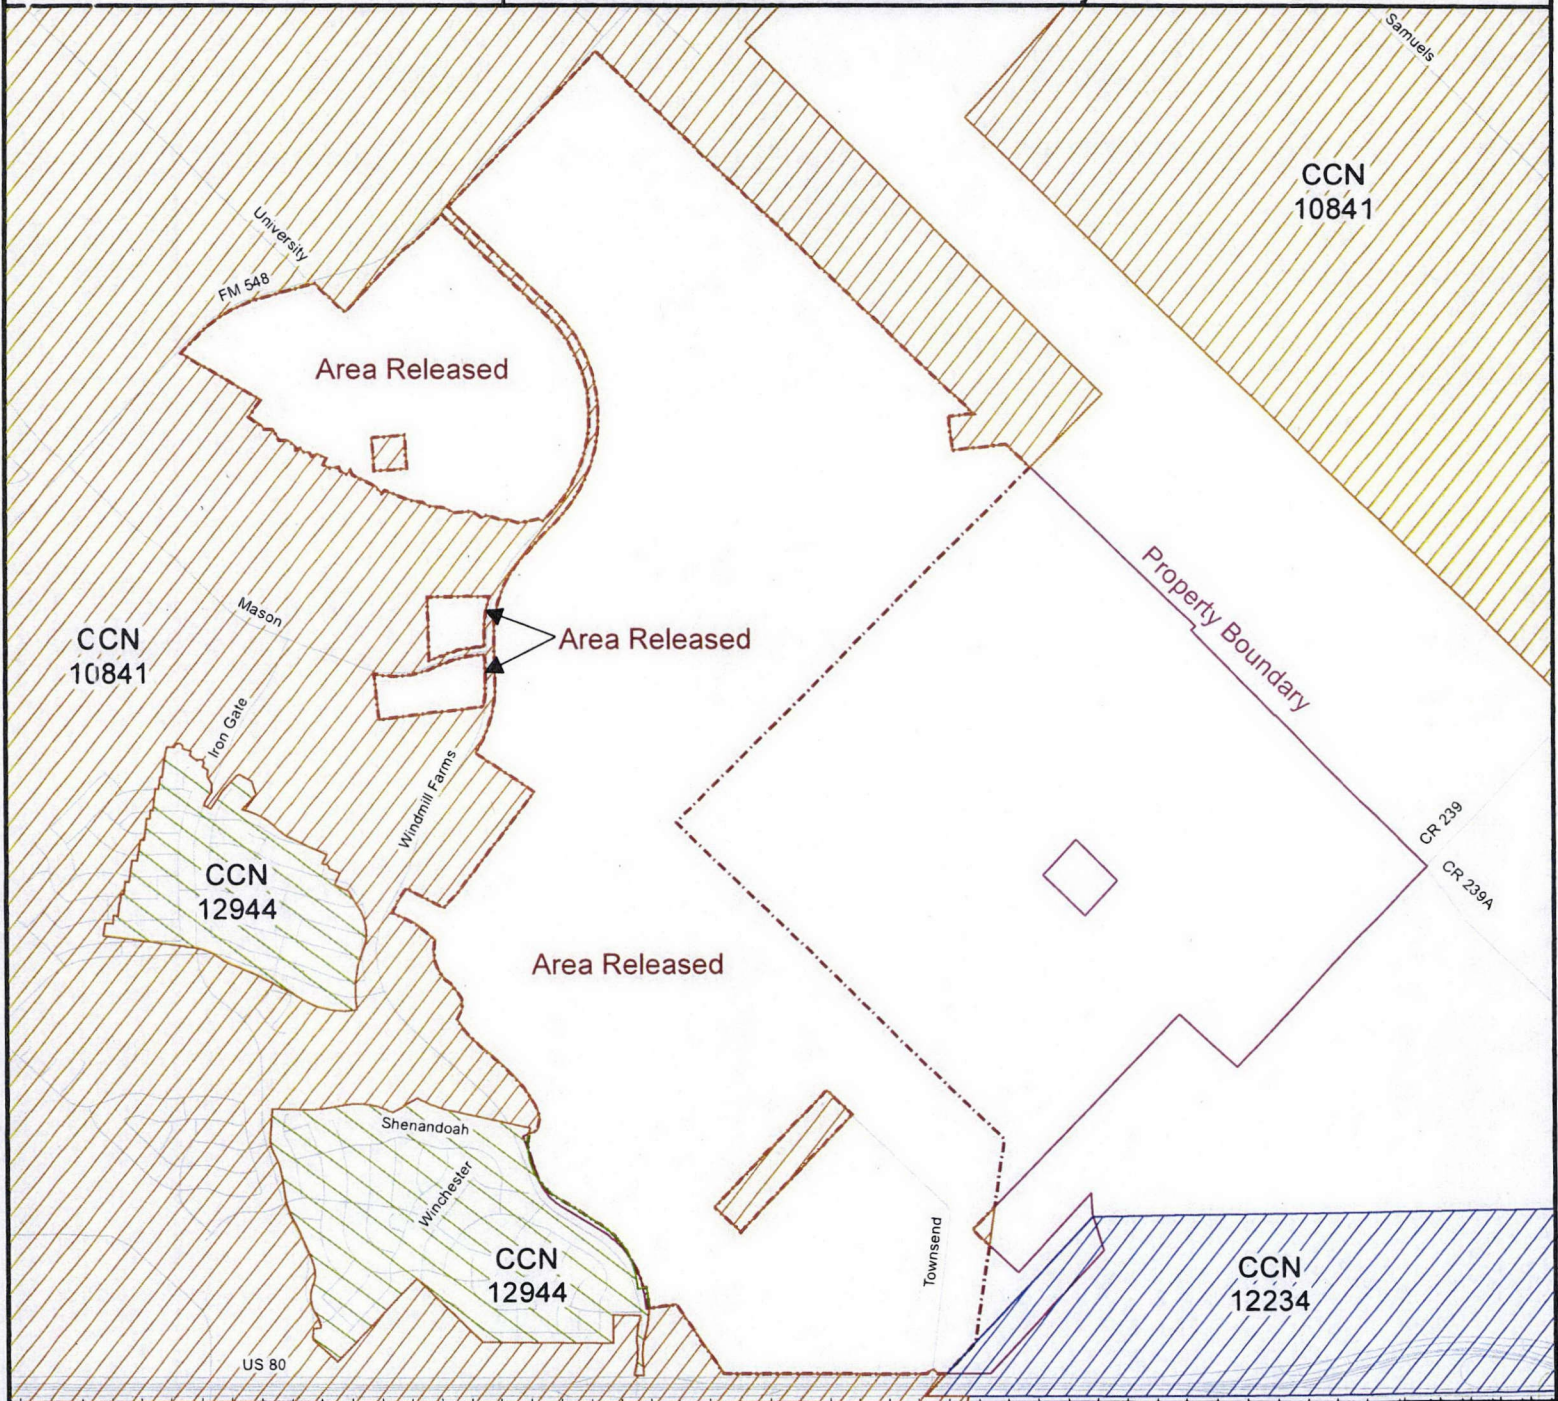 Samuels
CCN
10841
University
FM 548
Area Released
Property Boundary
Mason
Area Released
CCN
10841
Iron Gate
Windmill Farms
CR 239
CR 239A
CCN
12944
Area Released
Shenandoah
Winchester
Townsend
CCN
12944
CCN
12234
US 80